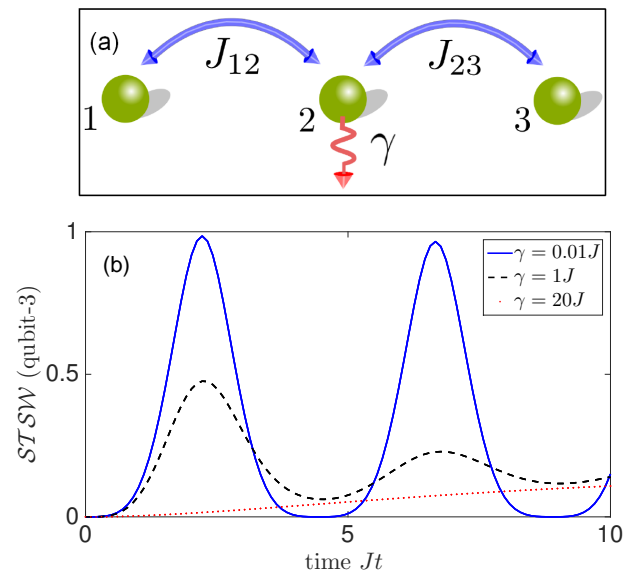 (a)
J₁₂ J₂₃
1 2 3
γ
(b)
γ = 0.01J
γ = 1J
γ = 20J
STSW (qubit-3)
1
0.5
0
0 5 10
time Jt